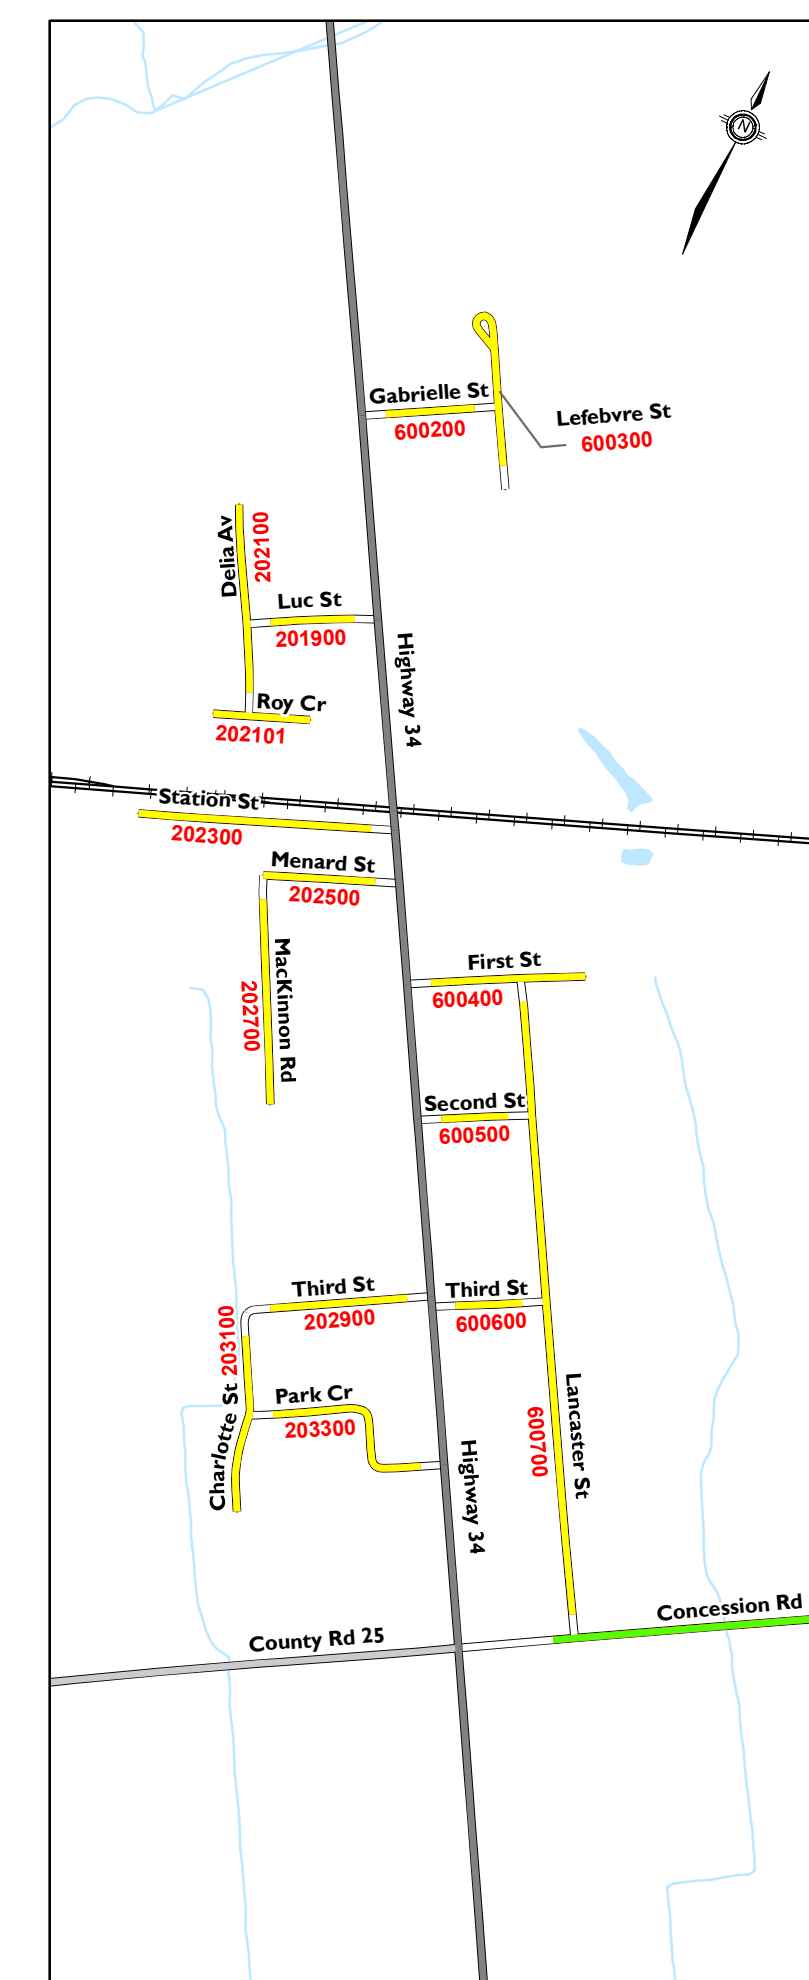 N
Gabrielle St
600200
Lefebvre St
600300
Delia Av
202100
Luc St
201900
Highway 34
Roy Cr
202101
Station St
202300
Menard St
202500
MacKinnon Rd
202700
First St
600400
Second St
600500
Third St
202900
Third St
600600
203100
Charlotte St
Park Cr
203300
Lancaster St
600700
Highway 34
County Rd 25
Concession Rd